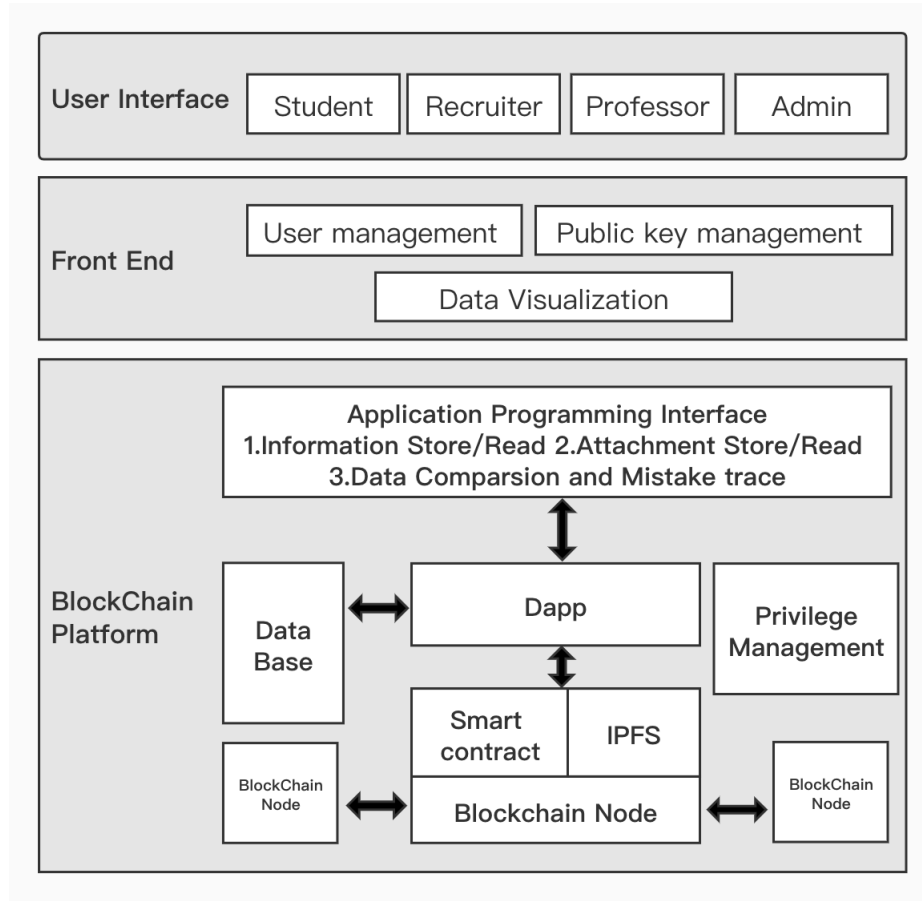 User Interface
Student
Recruiter
Professor
Admin
Front End
User management
Public key management
Data Visualization
BlockChain
Platform
Application Programming Interface
1.Information Store/Read 2.Attachment Store/Read
3.Data Comparsion and Mistake trace
Data
Base
Dapp
Privilege
Management
Smart
contract
IPFS
BlockChain
Node
Blockchain Node
BlockChain
Node